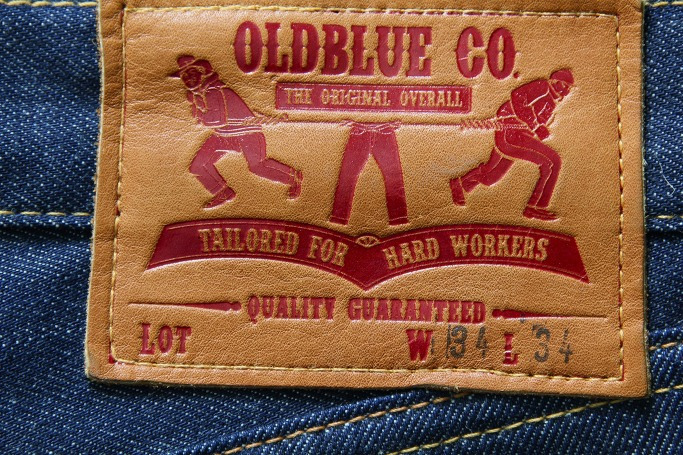 OLDBLUE CO.
THE ORIGINAL OVERALL
TAILORED FOR HARD WORKERS
QUALITY GUARANTEED
LOT W 34 L 34